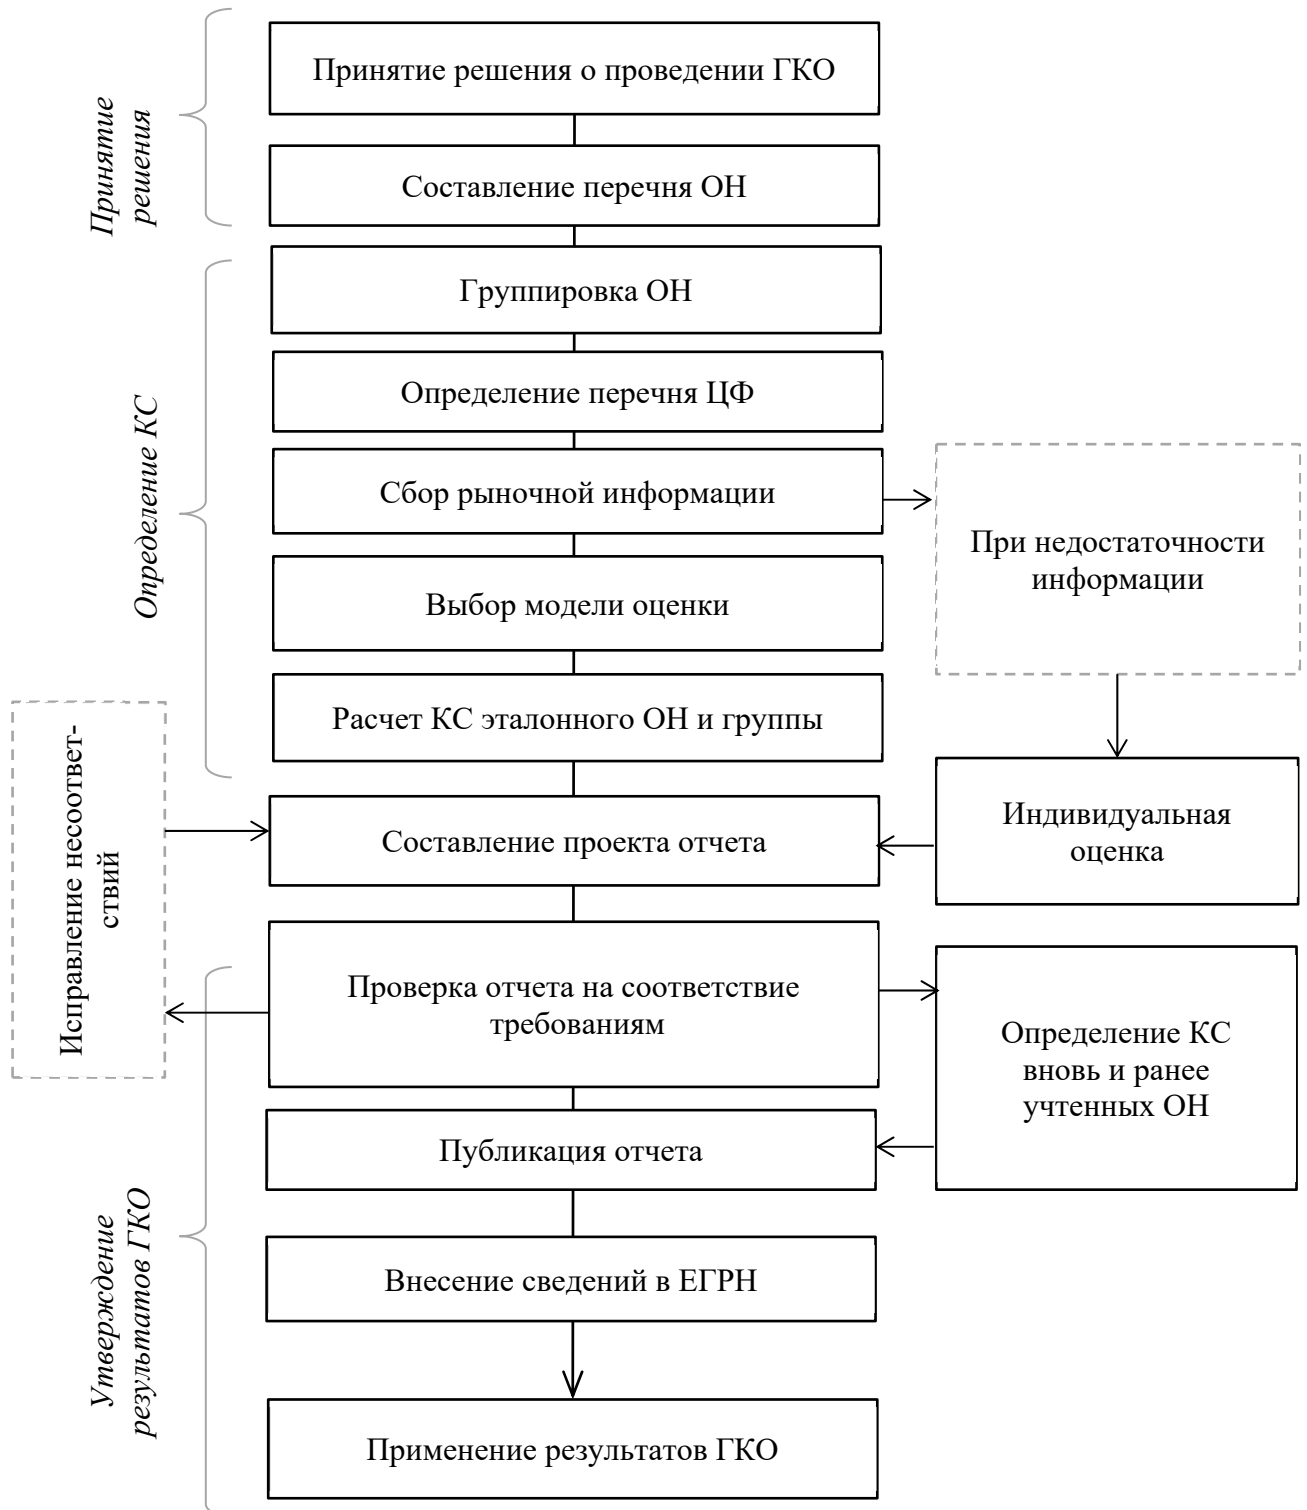 Принятие
решения
Принятие решения о проведении ГКО
Составление перечня ОН
Определение КС
Группировка ОН
Определение перечня ЦФ
Сбор рыночной информации
При недостаточности
информации
Выбор модели оценки
Расчет КС эталонного ОН и группы
Исправление несоответ-
ствий
Составление проекта отчета
Индивидуальная
оценка
Утверждение
результатов ГКО
Проверка отчета на соответствие
требованиям
Определение КС
вновь и ранее
учтенных ОН
Публикация отчета
Внесение сведений в ЕГРН
Применение результатов ГКО